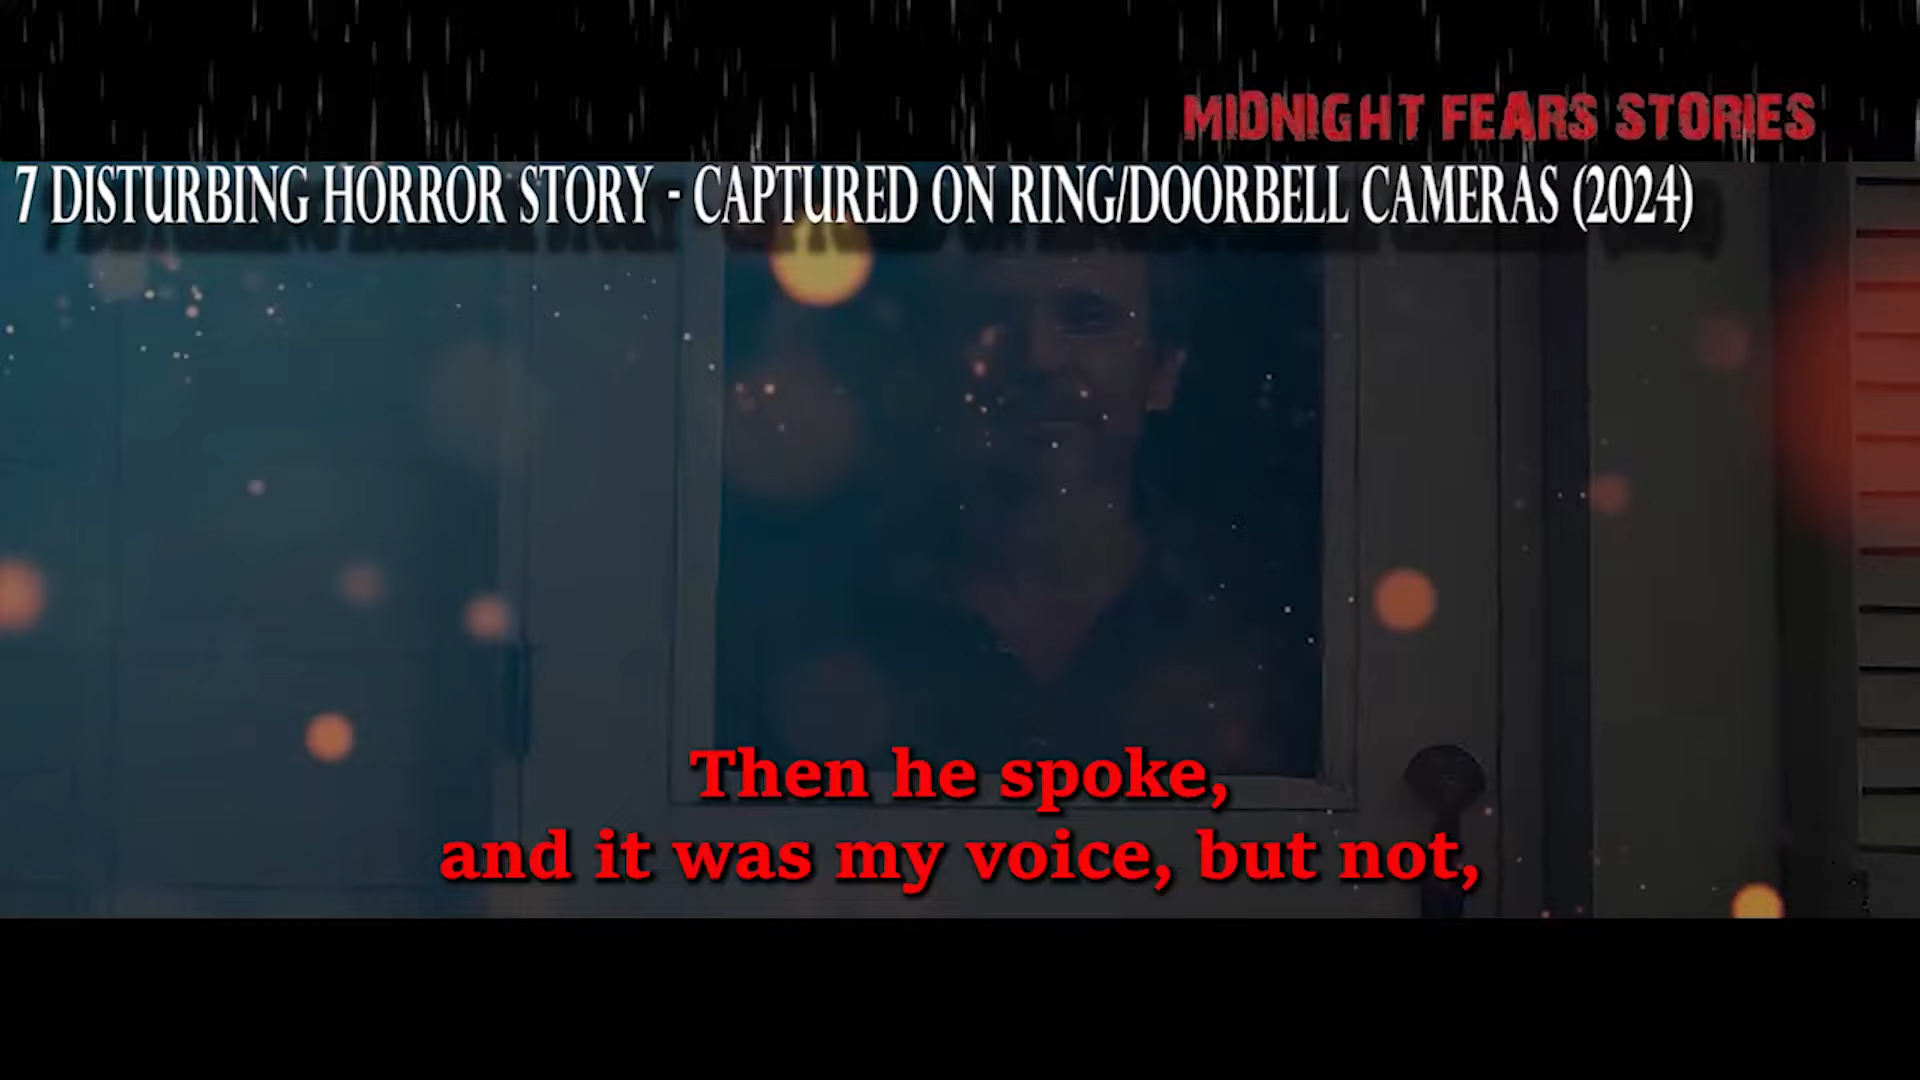 MIDNIGHT FEARS STORIES
7 DISTURBING HORROR STORY - CAPTURED ON RING/DOORBELL CAMERAS (2024)
Then he spoke,
and it was my voice, but not,